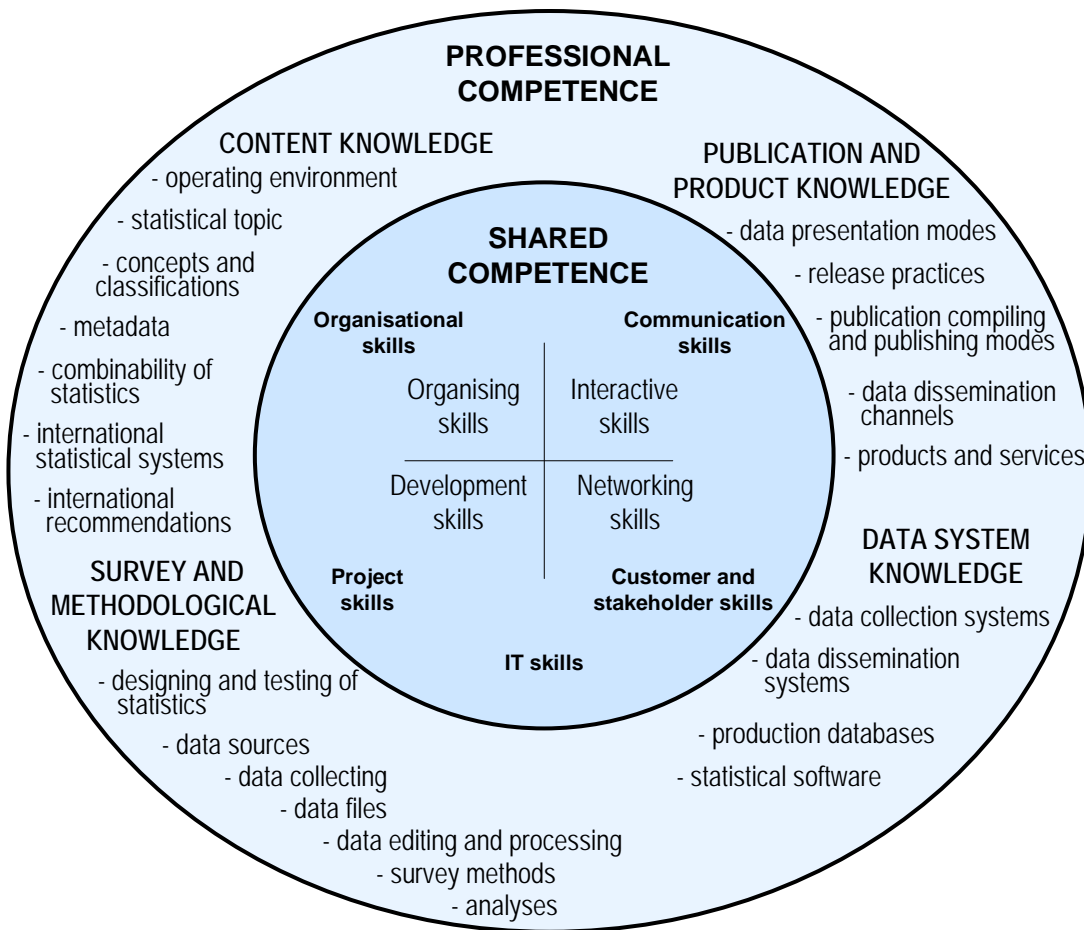 PROFESSIONAL
COMPETENCE
CONTENT KNOWLEDGE
- operating environment
- statistical topic
- concepts and
classifications
- metadata
- combinability of
statistics
- international
statistical systems
- international
recommendations
SURVEY AND
METHODOLOGICAL
KNOWLEDGE
- designing and testing of
statistics
- data sources
- data collecting
- data files
- data editing and processing
- survey methods
- analyses
PUBLICATION AND
PRODUCT KNOWLEDGE
- data presentation modes
- release practices
- publication compiling
and publishing modes
- data dissemination
channels
- products and services
DATA SYSTEM
KNOWLEDGE
- data collection systems
- data dissemination
systems
- production databases
- statistical software
SHARED
COMPETENCE
Organisational
skills
Communication
skills
Organising
skills
Interactive
skills
Development
skills
Networking
skills
Project
skills
Customer and
stakeholder skills
IT skills